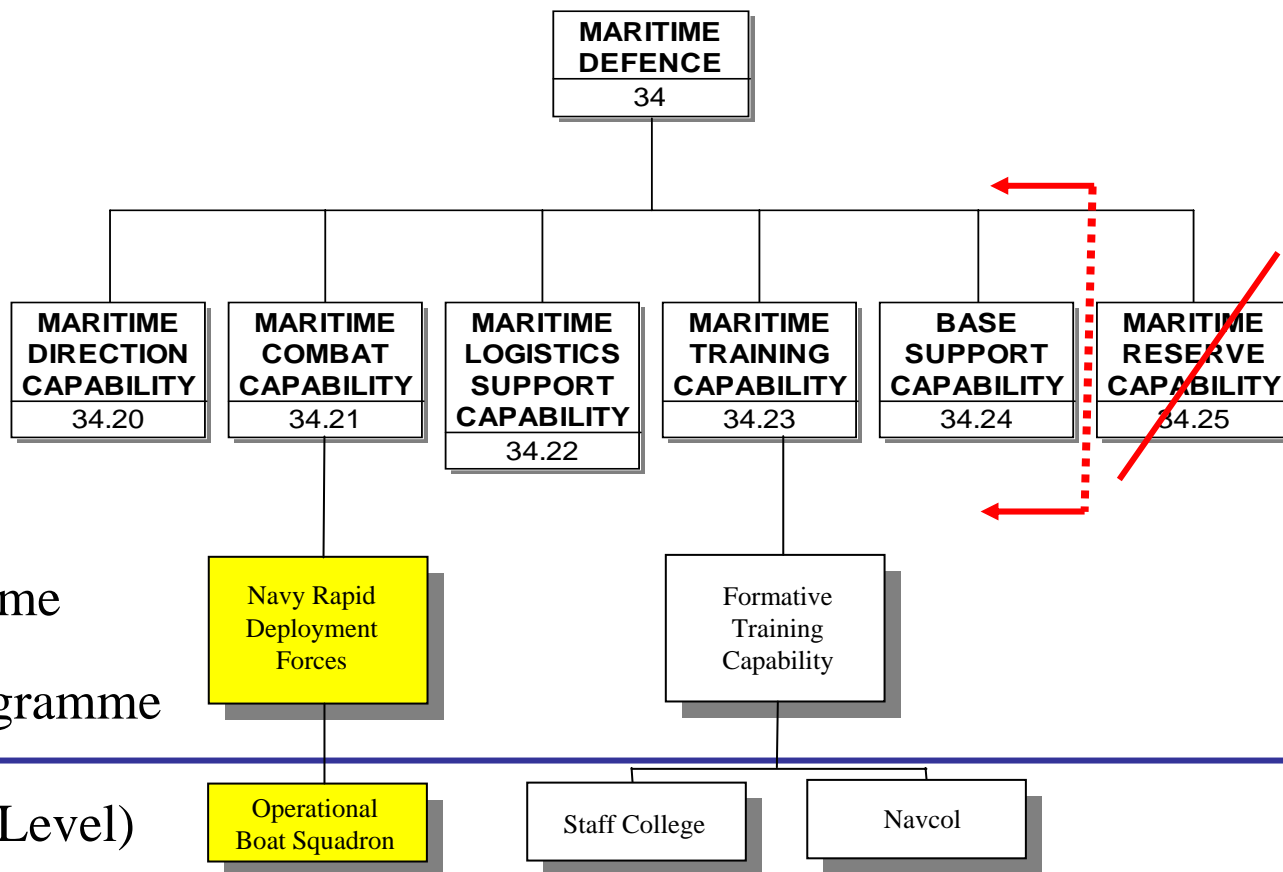 MARITIME
DEFENCE
34
MARITIME
DIRECTION
CAPABILITY
34.20
MARITIME
COMBAT
CAPABILITY
34.21
MARITIME
LOGISTICS
SUPPORT
CAPABILITY
34.22
MARITIME
TRAINING
CAPABILITY
34.23
BASE
SUPPORT
CAPABILITY
34.24
MARITIME
RESERVE
CAPABILITY
34.25
me
gramme
Navy Rapid
Deployment
Forces
Formative
Training
Capability
Level)
Operational
Boat Squadron
Staff College
Navcol